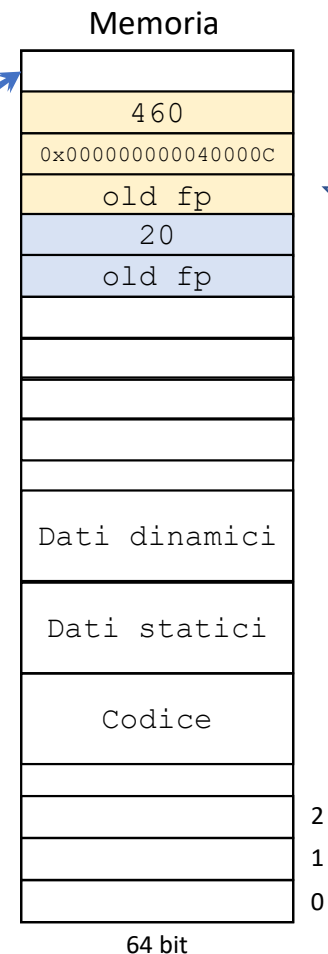 Memoria
460
0x000000000040000C
old fp
20
old fp
Dati dinamici
Dati statici
Codice
2
1
0
64 bit